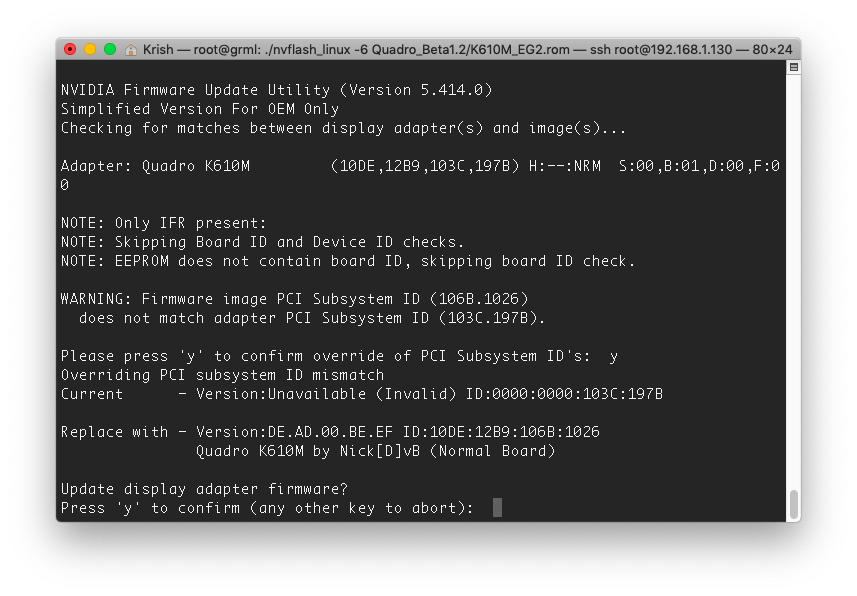 Krish — root@grml: ./nvflash_linux -6 Quadro_Beta1.2/K610M_EG2.rom — ssh root@192.168.1.130 — 80×24
NVIDIA Firmware Update Utility (Version 5.414.0)
Simplified Version For OEM Only
Checking for matches between display adapter(s) and image(s)...
Adapter: Quadro K610M         (10DE,12B9,103C,197B) H:--:NRM  S:00,B:01,D:00,F:0
0
NOTE: Only IFR present:
NOTE: Skipping Board ID and Device ID checks.
NOTE: EEPROM does not contain board ID, skipping board ID check.
WARNING: Firmware image PCI Subsystem ID (106B.1026)
  does not match adapter PCI Subsystem ID (103C.197B).
Please press 'y' to confirm override of PCI Subsystem ID's:  y
Overriding PCI subsystem ID mismatch
Current      - Version:Unavailable (Invalid) ID:0000:0000:103C:197B
Replace with - Version:DE.AD.00.BE.EF ID:10DE:12B9:106B:1026
               Quadro K610M by Nick[D]vB (Normal Board)
Update display adapter firmware?
Press 'y' to confirm (any other key to abort):